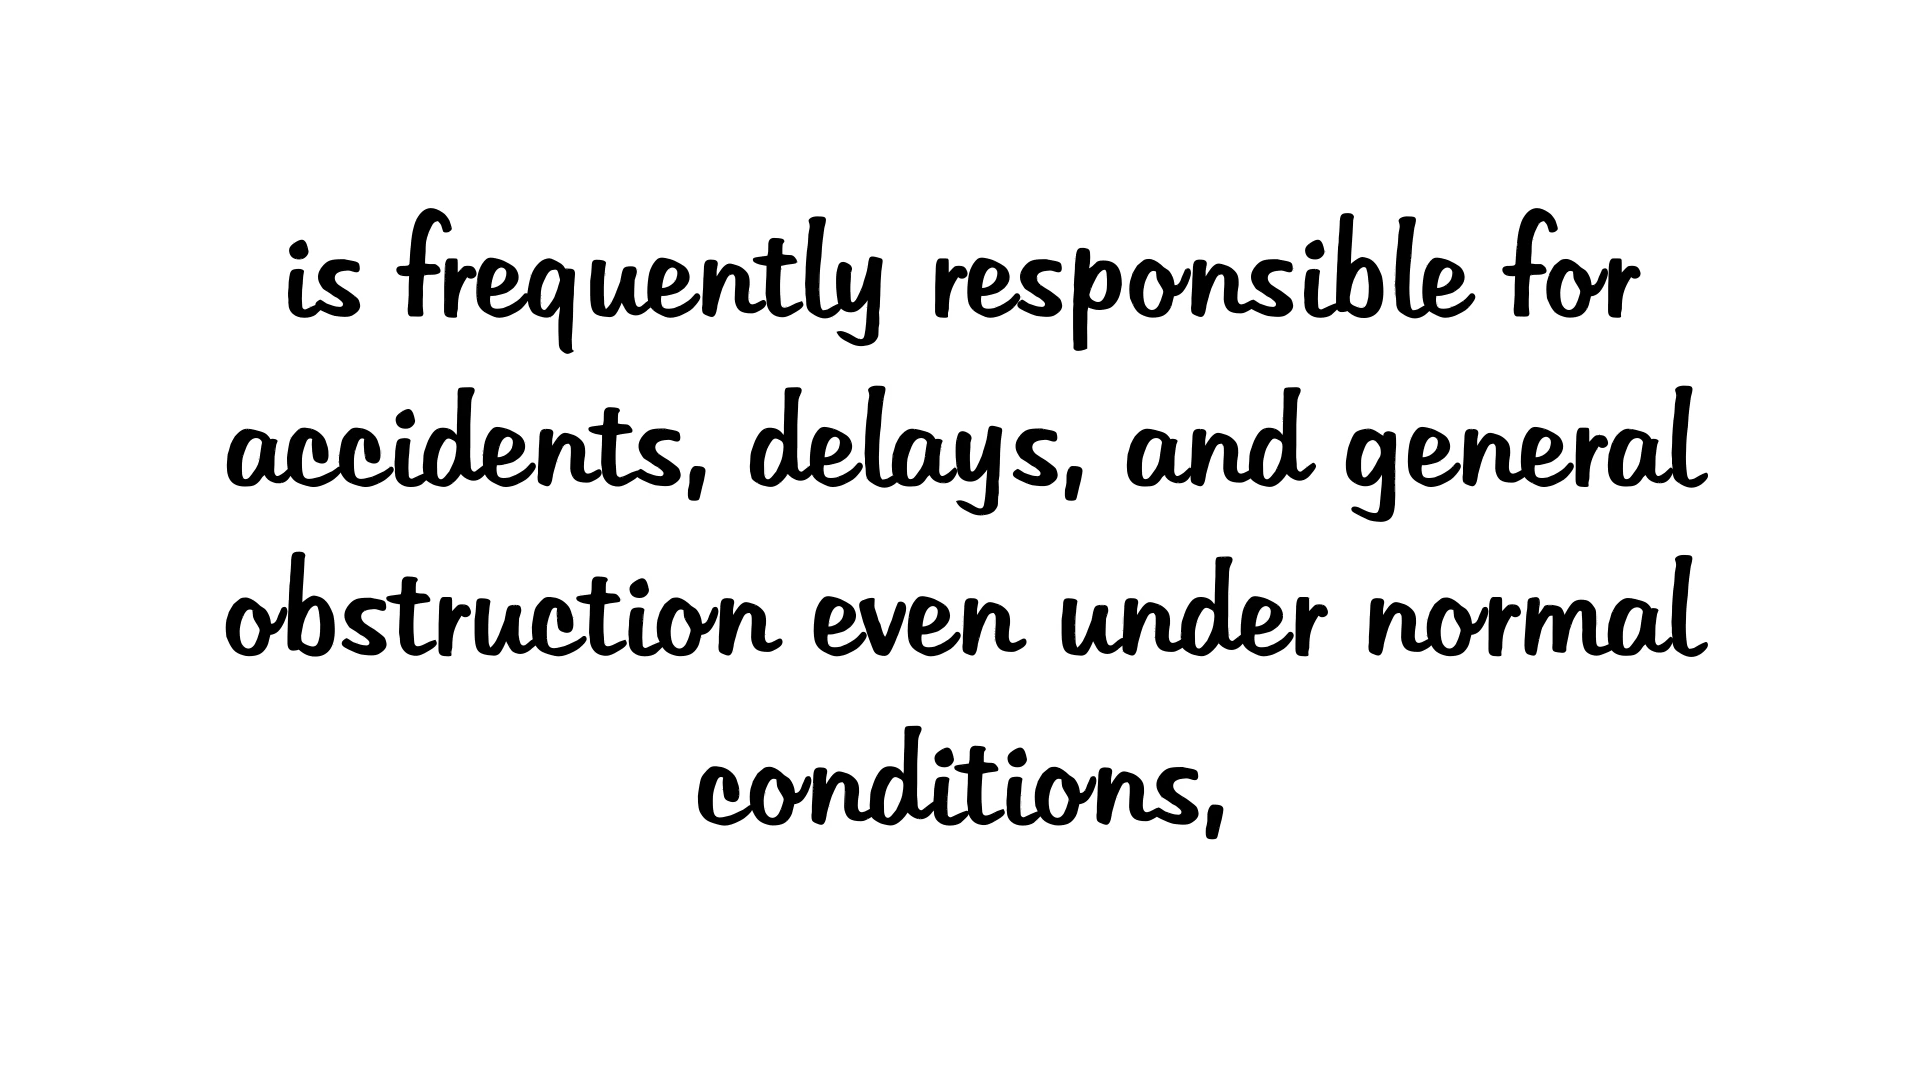 is frequently responsible for
accidents, delays, and general
obstruction even under normal
conditions,